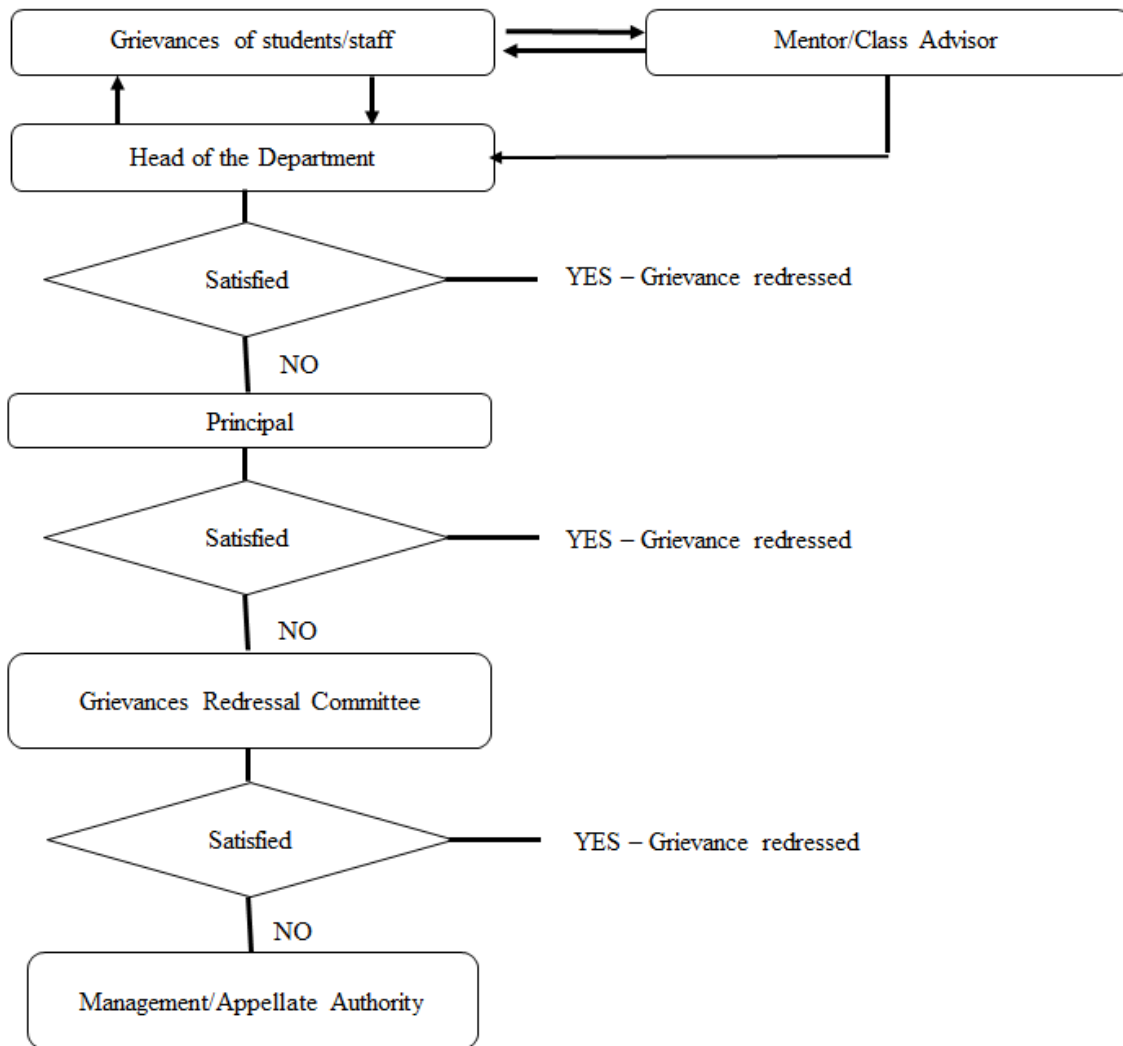 Grievances of students/staff
Mentor/Class Advisor
Head of the Department
Satisfied
YES – Grievance redressed
NO
Principal
Satisfied
YES – Grievance redressed
NO
Grievances Redressal Committee
Satisfied
YES – Grievance redressed
NO
Management/Appellate Authority